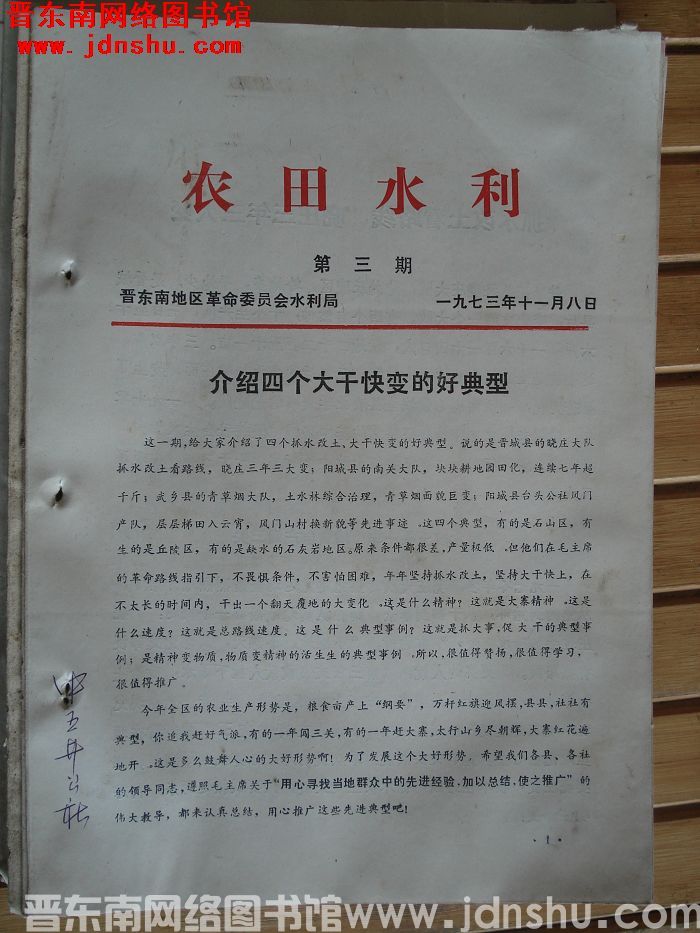 晋东南网络图书馆
www.jdnshu.com
农田水利
第三期
晋东南地区革命委员会水利局 一九七三年十一月八日
介绍四个大干快变的好典型
这一期,给大家介绍了四个抓水改土、大干快变的好典型。说的是晋城县的晓庄大队
抓水改土看路线,晓庄三年三大变;阳城县的南关大队,块块耕地园田化,连续七年超
千斤;武乡县的青草烟大队,土水林综合治理,青草烟面貌巨变;阳城县台头公社风门
产队,层层梯田入云宵,风门山村换新貌等先进事迹。这四个典型,有的是石山区,有
生的是丘陵区,有的是缺水的石灰岩地区。原来条件都很差,产量极低。但他们在毛主席
的革命路线指引下,不畏惧条件,不害怕困难,年年坚持抓水改土,坚持大干快上,在
不太长的时间内,干出一个翻天覆地的大变化。这是什么精神?这就是大寨精神。这是
什么速度?这就是总路线速度。这是什么典型事例?这就是抓大事,促大干的典型事
例;是精神变物质,物质变精神的活生生的典型事例。所以,很值得赞扬,很值得学习,
很值得推广。
今年全区的农业生产形势是,粮食亩产上“纲要”,万杆红旗迎风摆,县县,社社有
典型,你追我赶好气派,有的一年闯三关,有的一年赶大寨,太行山乡尽朝辉,大寨红花遍
地开。这是多么鼓舞人心的大好形势啊!为了发展这个大好形势,希望我们各县、各社
的领导同志,遵照毛主席关于“用心寻找当地群众中的先进经验,加以总结,使之推广”的
伟大教导,都来认真总结,用心推广这些先进典型吧!
·1·
五井公社
晋东南网络图书馆www.jdnshu.com